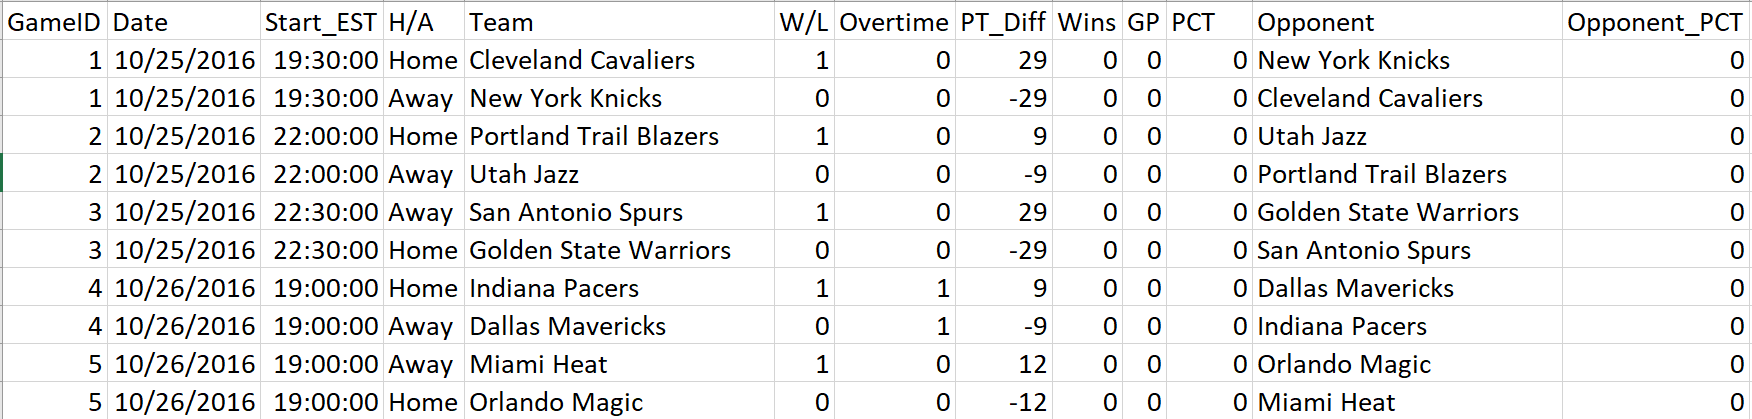 GameID Date Start_EST H/A Team W/L Overtime PT_Diff Wins GP PCT Opponent Opponent_PCT
1 10/25/2016 19:30:00 Home Cleveland Cavaliers 1 0 29 0 0 0 New York Knicks 0
1 10/25/2016 19:30:00 Away New York Knicks 0 0 -29 0 0 0 Cleveland Cavaliers 0
2 10/25/2016 22:00:00 Home Portland Trail Blazers 1 0 9 0 0 0 Utah Jazz 0
2 10/25/2016 22:00:00 Away Utah Jazz 0 0 -9 0 0 0 Portland Trail Blazers 0
3 10/25/2016 22:30:00 Away San Antonio Spurs 1 0 29 0 0 0 Golden State Warriors 0
3 10/25/2016 22:30:00 Home Golden State Warriors 0 0 -29 0 0 0 San Antonio Spurs 0
4 10/26/2016 19:00:00 Home Indiana Pacers 1 1 9 0 0 0 Dallas Mavericks 0
4 10/26/2016 19:00:00 Away Dallas Mavericks 0 1 -9 0 0 0 Indiana Pacers 0
5 10/26/2016 19:00:00 Away Miami Heat 1 0 12 0 0 0 Orlando Magic 0
5 10/26/2016 19:00:00 Home Orlando Magic 0 0 -12 0 0 0 Miami Heat 0